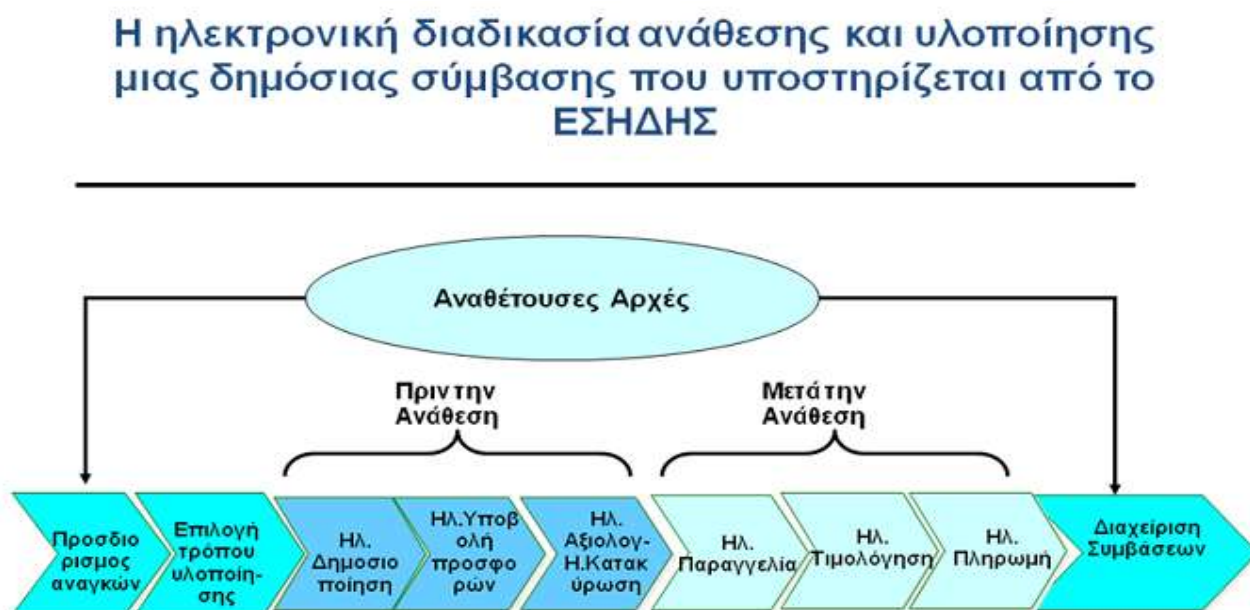 Η ηλεκτρονική διαδικασία ανάθεσης και υλοποίησης
μιας δημόσιας σύμβασης που υποστηρίζεται από το
ΕΣΗΔΗΣ
Αναθέτουσες Αρχές
Πριν την
Ανάθεση
Μετά την
Ανάθεση
Προσδιο
ρισμος
αναγκών
Επιλογή
τρόπου
υλοποίη-
σης
Ηλ.
Δημοσιο
ποίηση
Ηλ.Υποβ
ολή
προσφο
ρών
Ηλ.
Αξιολογ-
Η.Κατακ
ύρωση
Ηλ.
Παραγγελία
Ηλ.
Τιμολόγηση
Ηλ.
Πληρωμή
Διαχείριση
Συμβάσεων